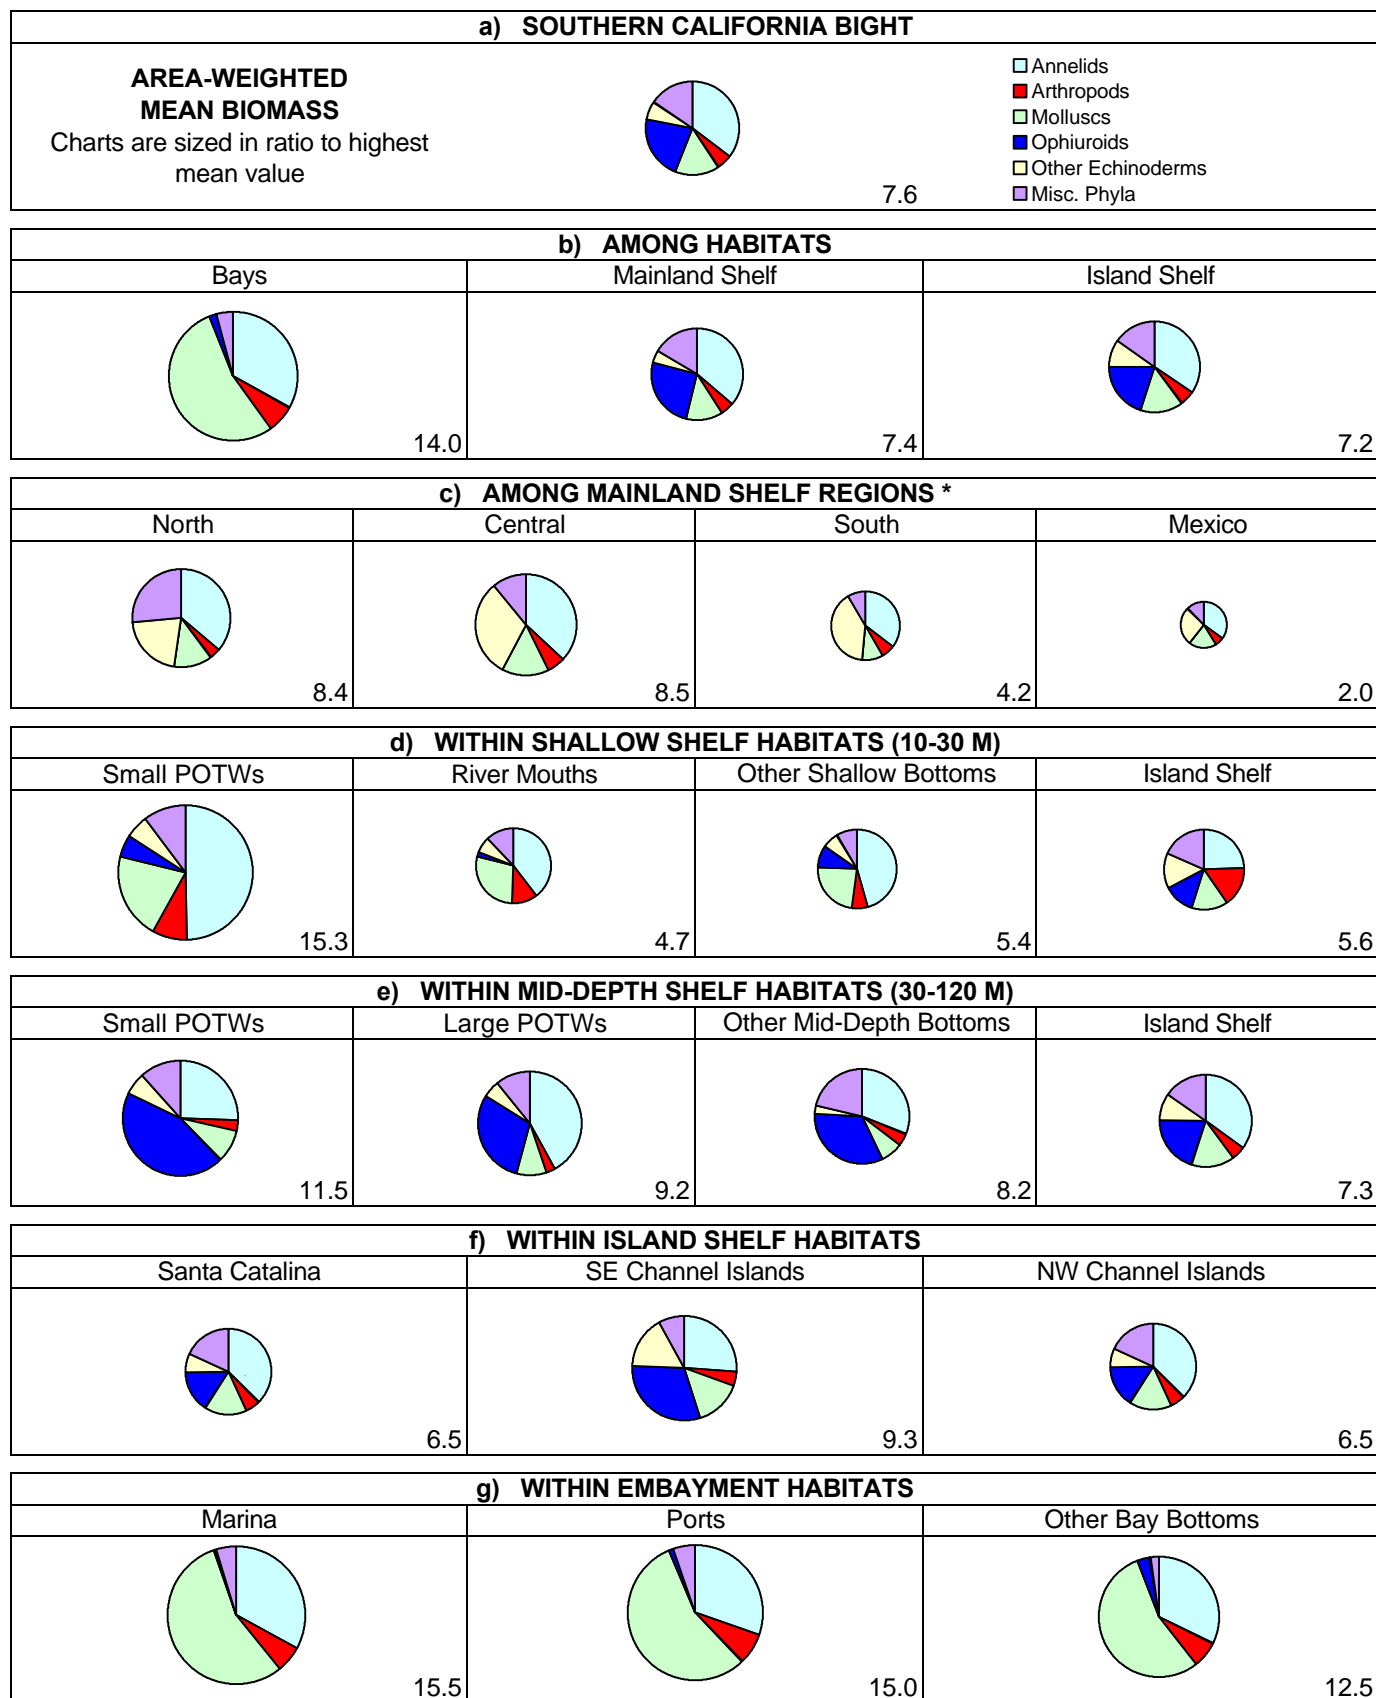 a) SOUTHERN CALIFORNIA BIGHT
AREA-WEIGHTED
MEAN BIOMASS
Charts are sized in ratio to highest
mean value
7.6
Annelids
Arthropods
Molluscs
Ophiuroids
Other Echinoderms
Misc. Phyla
b) AMONG HABITATS
Bays Mainland Shelf Island Shelf
14.0 7.4 7.2
c) AMONG MAINLAND SHELF REGIONS *
North Central South Mexico
8.4 8.5 4.2 2.0
d) WITHIN SHALLOW SHELF HABITATS (10-30 M)
Small POTWs River Mouths Other Shallow Bottoms Island Shelf
15.3 4.7 5.4 5.6
e) WITHIN MID-DEPTH SHELF HABITATS (30-120 M)
Small POTWs Large POTWs Other Mid-Depth Bottoms Island Shelf
11.5 9.2 8.2 7.3
f) WITHIN ISLAND SHELF HABITATS
Santa Catalina SE Channel Islands NW Channel Islands
6.5 9.3 6.5
g) WITHIN EMBAYMENT HABITATS
Marina Ports Other Bay Bottoms
15.5 15.0 12.5